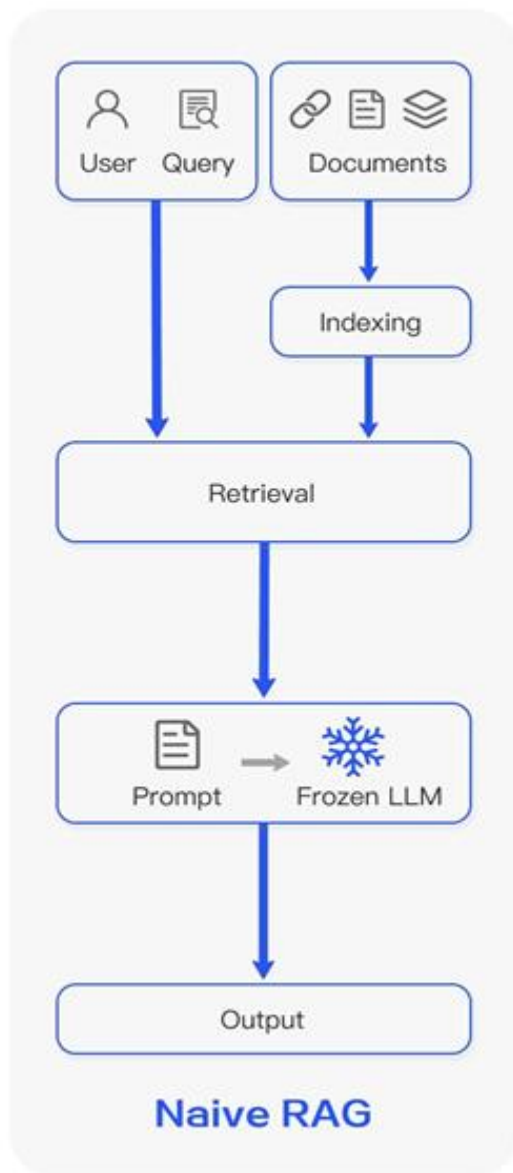 User Query
Documents
Indexing
Retrieval
Prompt
Frozen LLM
Output
Naive RAG